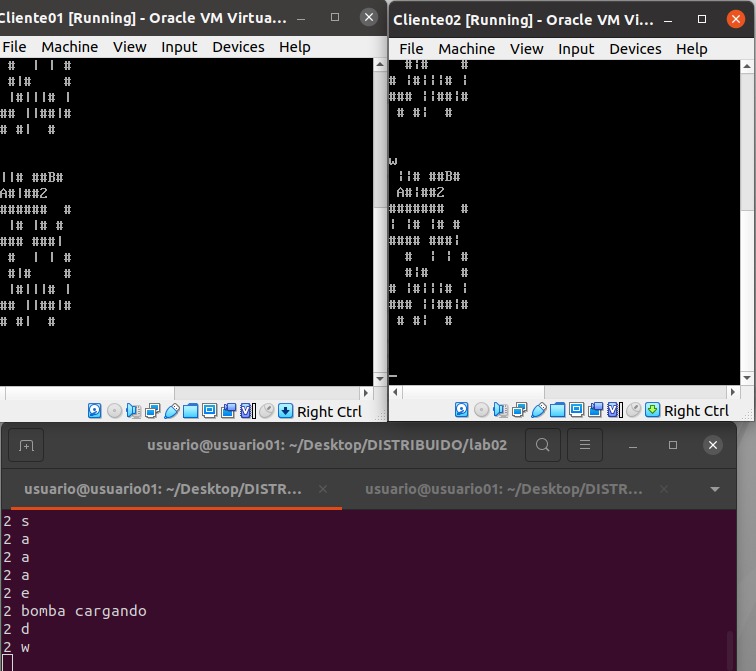 Cliente01 [Running] - Oracle VM Virtua...
File Machine View Input Devices Help
 #  | | #
 #|#    #
 |#|||# |
## ||##|#
# #|  #
||# ##B#
A#|##2
######  #
 |# |# #
### ###|
 #  | | #
 #|#    #
 |#|||# |
## ||##|#
# #|  #
Right Ctrl
Cliente02 [Running] - Oracle VM Vi...
File Machine View Input Devices Help
  #¦#    #
# ¦#¦¦¦# ¦
### ¦¦##¦#
 # #¦  #
w
 ¦¦# ##B#
 A#¦##2
#######  #
¦ ¦# ¦# #
#### ###¦
  #  ¦ ¦ #
  #¦#    #
# ¦#¦¦¦# ¦
### ¦¦##¦#
 # #¦  #
_
Right Ctrl
usuario@usuario01: ~/Desktop/DISTRIBUIDO/lab02
usuario@usuario01: ~/Desktop/DISTR...
usuario@usuario01: ~/Desktop/DISTR...
2 s
2 a
2 a
2 a
2 e
2 bomba cargando
2 d
2 w